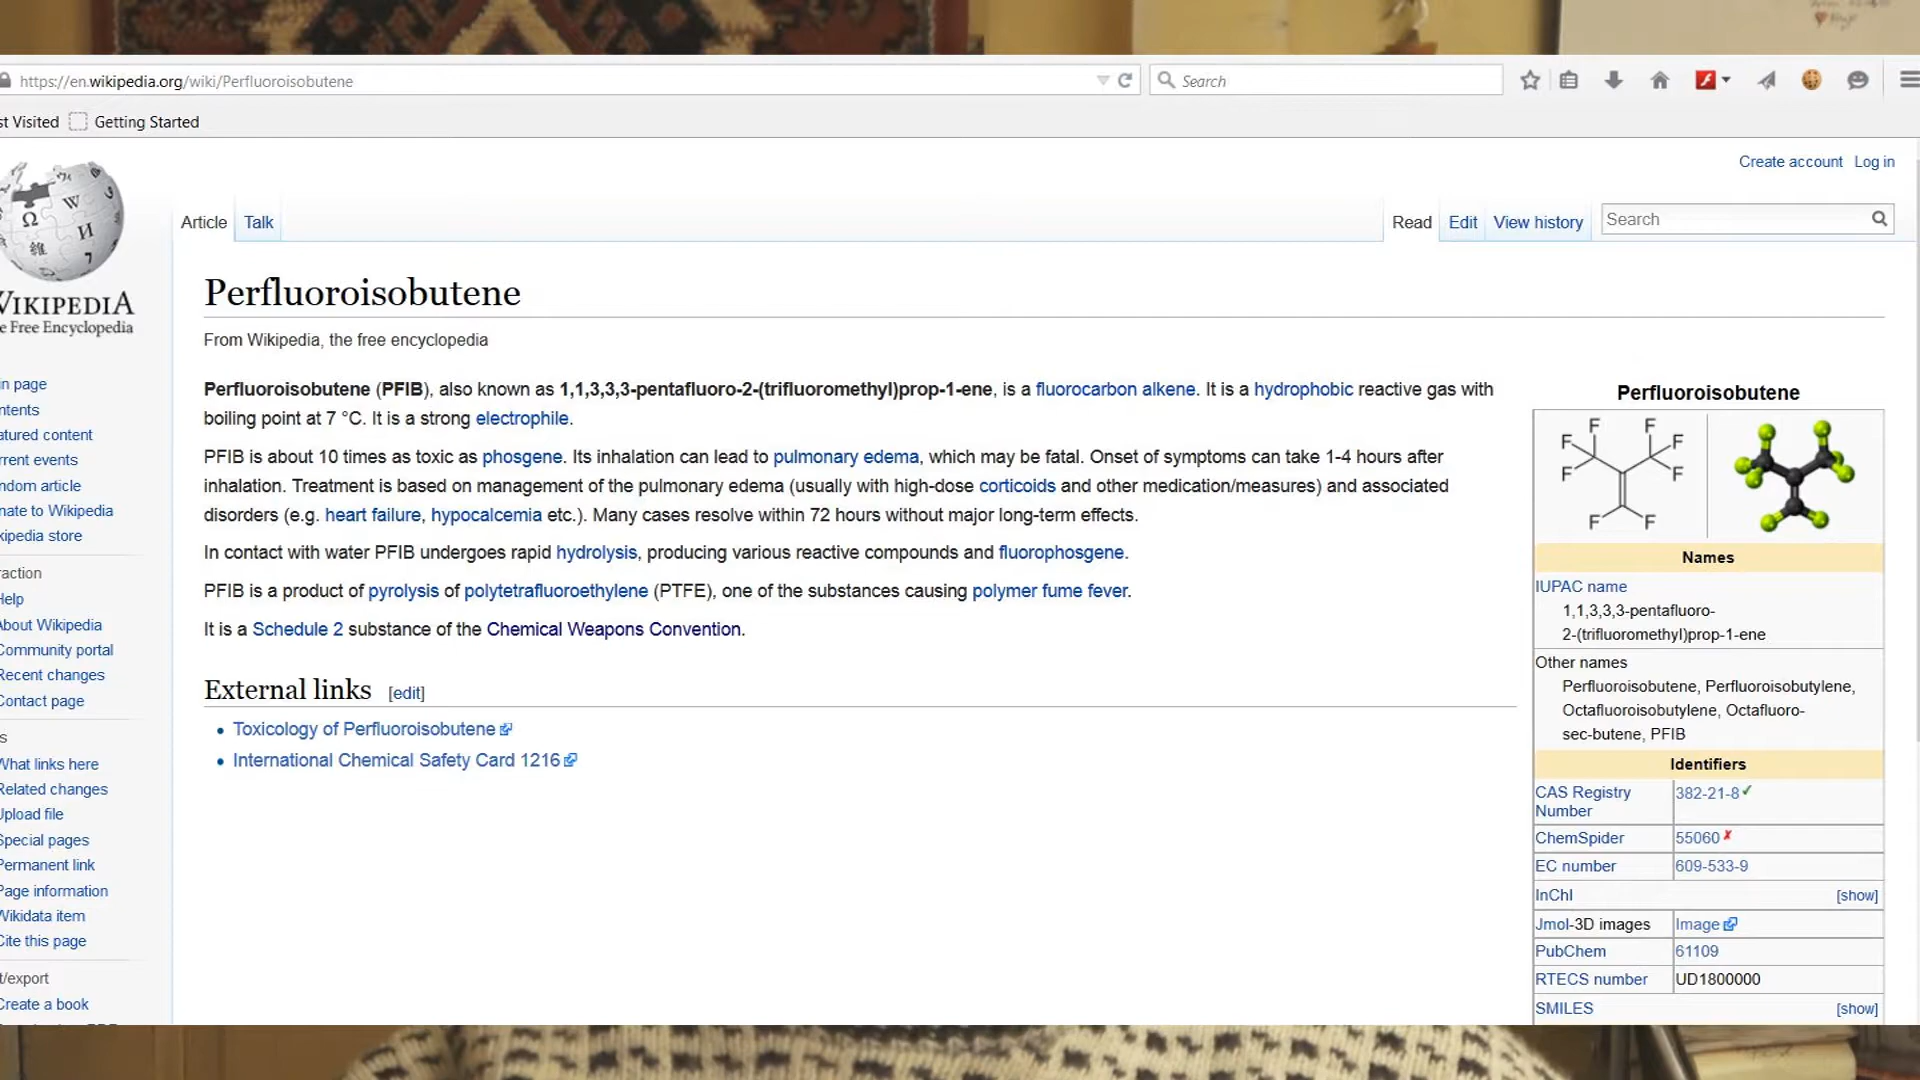 https://en.wikipedia.org/wiki/Perfluoroisobutene
Search
st Visited
Getting Started
Create account
Log in
Article
Talk
Read
Edit
View history
Search
Ω
W
И
維
7
WIKIPEDIA
e Free Encyclopedia
in page
ntents
atured content
rrent events
ndom article
nate to Wikipedia
kipedia store
raction
Help
About Wikipedia
Community portal
Recent changes
Contact page
s
What links here
Related changes
Upload file
Special pages
Permanent link
Page information
Wikidata item
Cite this page
t/export
Create a book
Perfluoroisobutene
From Wikipedia, the free encyclopedia
Perfluoroisobutene (PFIB), also known as 1,1,3,3,3-pentafluoro-2-(trifluoromethyl)prop-1-ene, is a fluorocarbon alkene. It is a hydrophobic reactive gas with
boiling point at 7 °C. It is a strong electrophile.
PFIB is about 10 times as toxic as phosgene. Its inhalation can lead to pulmonary edema, which may be fatal. Onset of symptoms can take 1-4 hours after
inhalation. Treatment is based on management of the pulmonary edema (usually with high-dose corticoids and other medication/measures) and associated
disorders (e.g. heart failure, hypocalcemia etc.). Many cases resolve within 72 hours without major long-term effects.
In contact with water PFIB undergoes rapid hydrolysis, producing various reactive compounds and fluorophosgene.
PFIB is a product of pyrolysis of polytetrafluoroethylene (PTFE), one of the substances causing polymer fume fever.
It is a Schedule 2 substance of the Chemical Weapons Convention.
External links [edit]
• Toxicology of Perfluoroisobutene
• International Chemical Safety Card 1216
Perfluoroisobutene
F F
F F
F F
F F
Names
IUPAC name
1,1,3,3,3-pentafluoro-
2-(trifluoromethyl)prop-1-ene
Other names
Perfluoroisobutene, Perfluoroisobutylene,
Octafluoroisobutylene, Octafluoro-
sec-butene, PFIB
Identifiers
CAS Registry
Number
382-21-8 ✓
ChemSpider
55060 ✗
EC number
609-533-9
InChI
[show]
Jmol-3D images
Image
PubChem
61109
RTECS number
UD1800000
SMILES
[show]